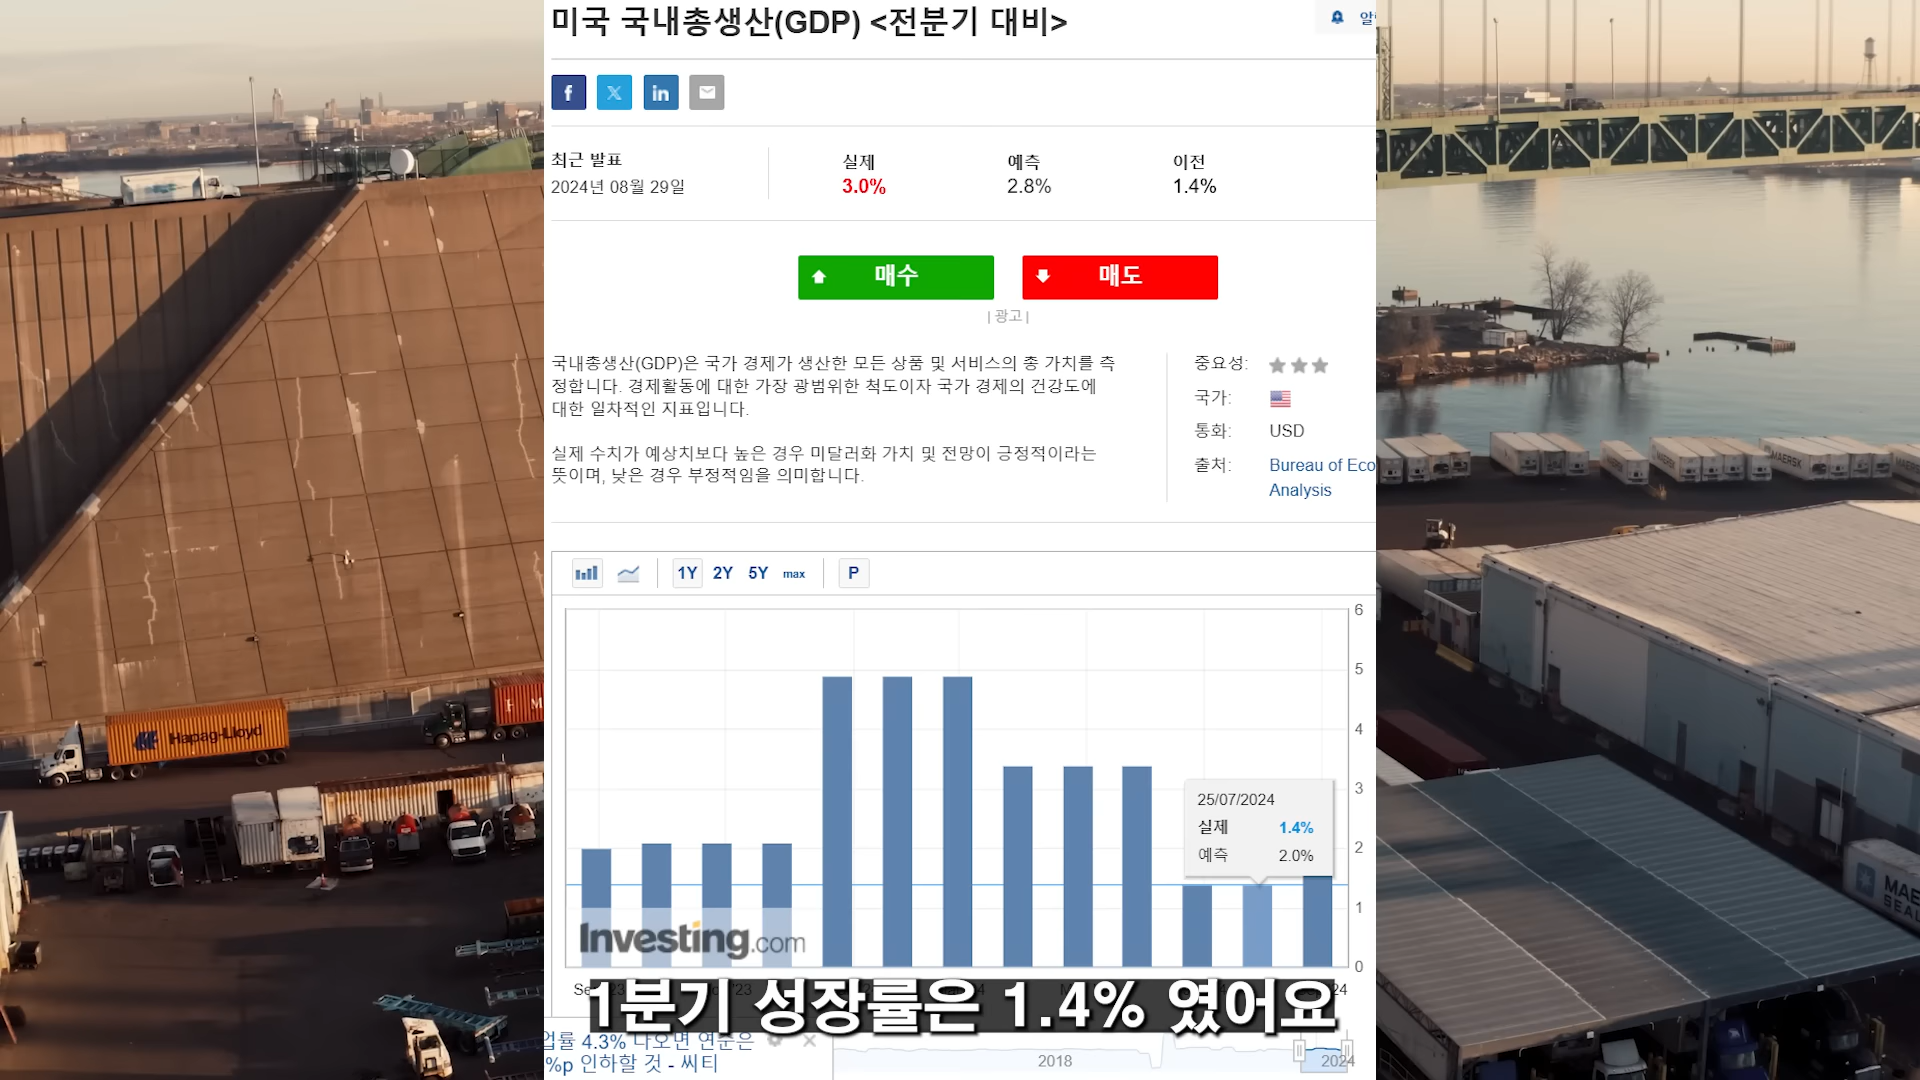 미국 국내총생산(GDP) <전분기 대비>
최근 발표
2024년 08월 29일
실제
3.0%
예측
2.8%
이전
1.4%
매수
매도
| 광고 |
국내총생산(GDP)은 국가 경제가 생산한 모든 상품 및 서비스의 총 가치를 측
정합니다. 경제활동에 대한 가장 광범위한 척도이자 국가 경제의 건강도에
대한 일차적인 지표입니다.
실제 수치가 예상치보다 높은 경우 미달러화 가치 및 전망이 긍정적이라는
뜻이며, 낮은 경우 부정적임을 의미합니다.
중요성:
국가:
통화: USD
출처: Bureau of Eco
Analysis
1Y 2Y 5Y max P
6
5
4
3
2
1
0
25/07/2024
실제 1.4%
예측 2.0%
Investing.com
1분기 성장률은 1.4% 였어요
업률 4.3% 나오면 연준은
%p 인하할 것 - 씨티
2018
2024
Hapag-Lloyd
MAERSK